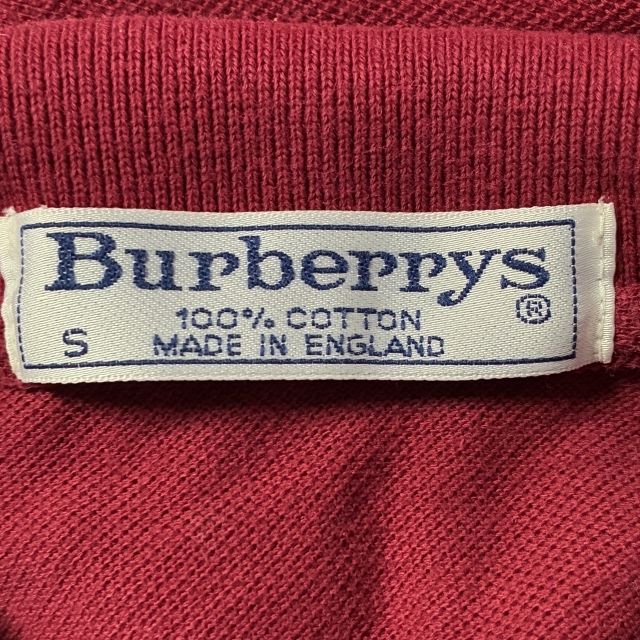 Burberrys
®
100% COTTON
S
MADE IN ENGLAND